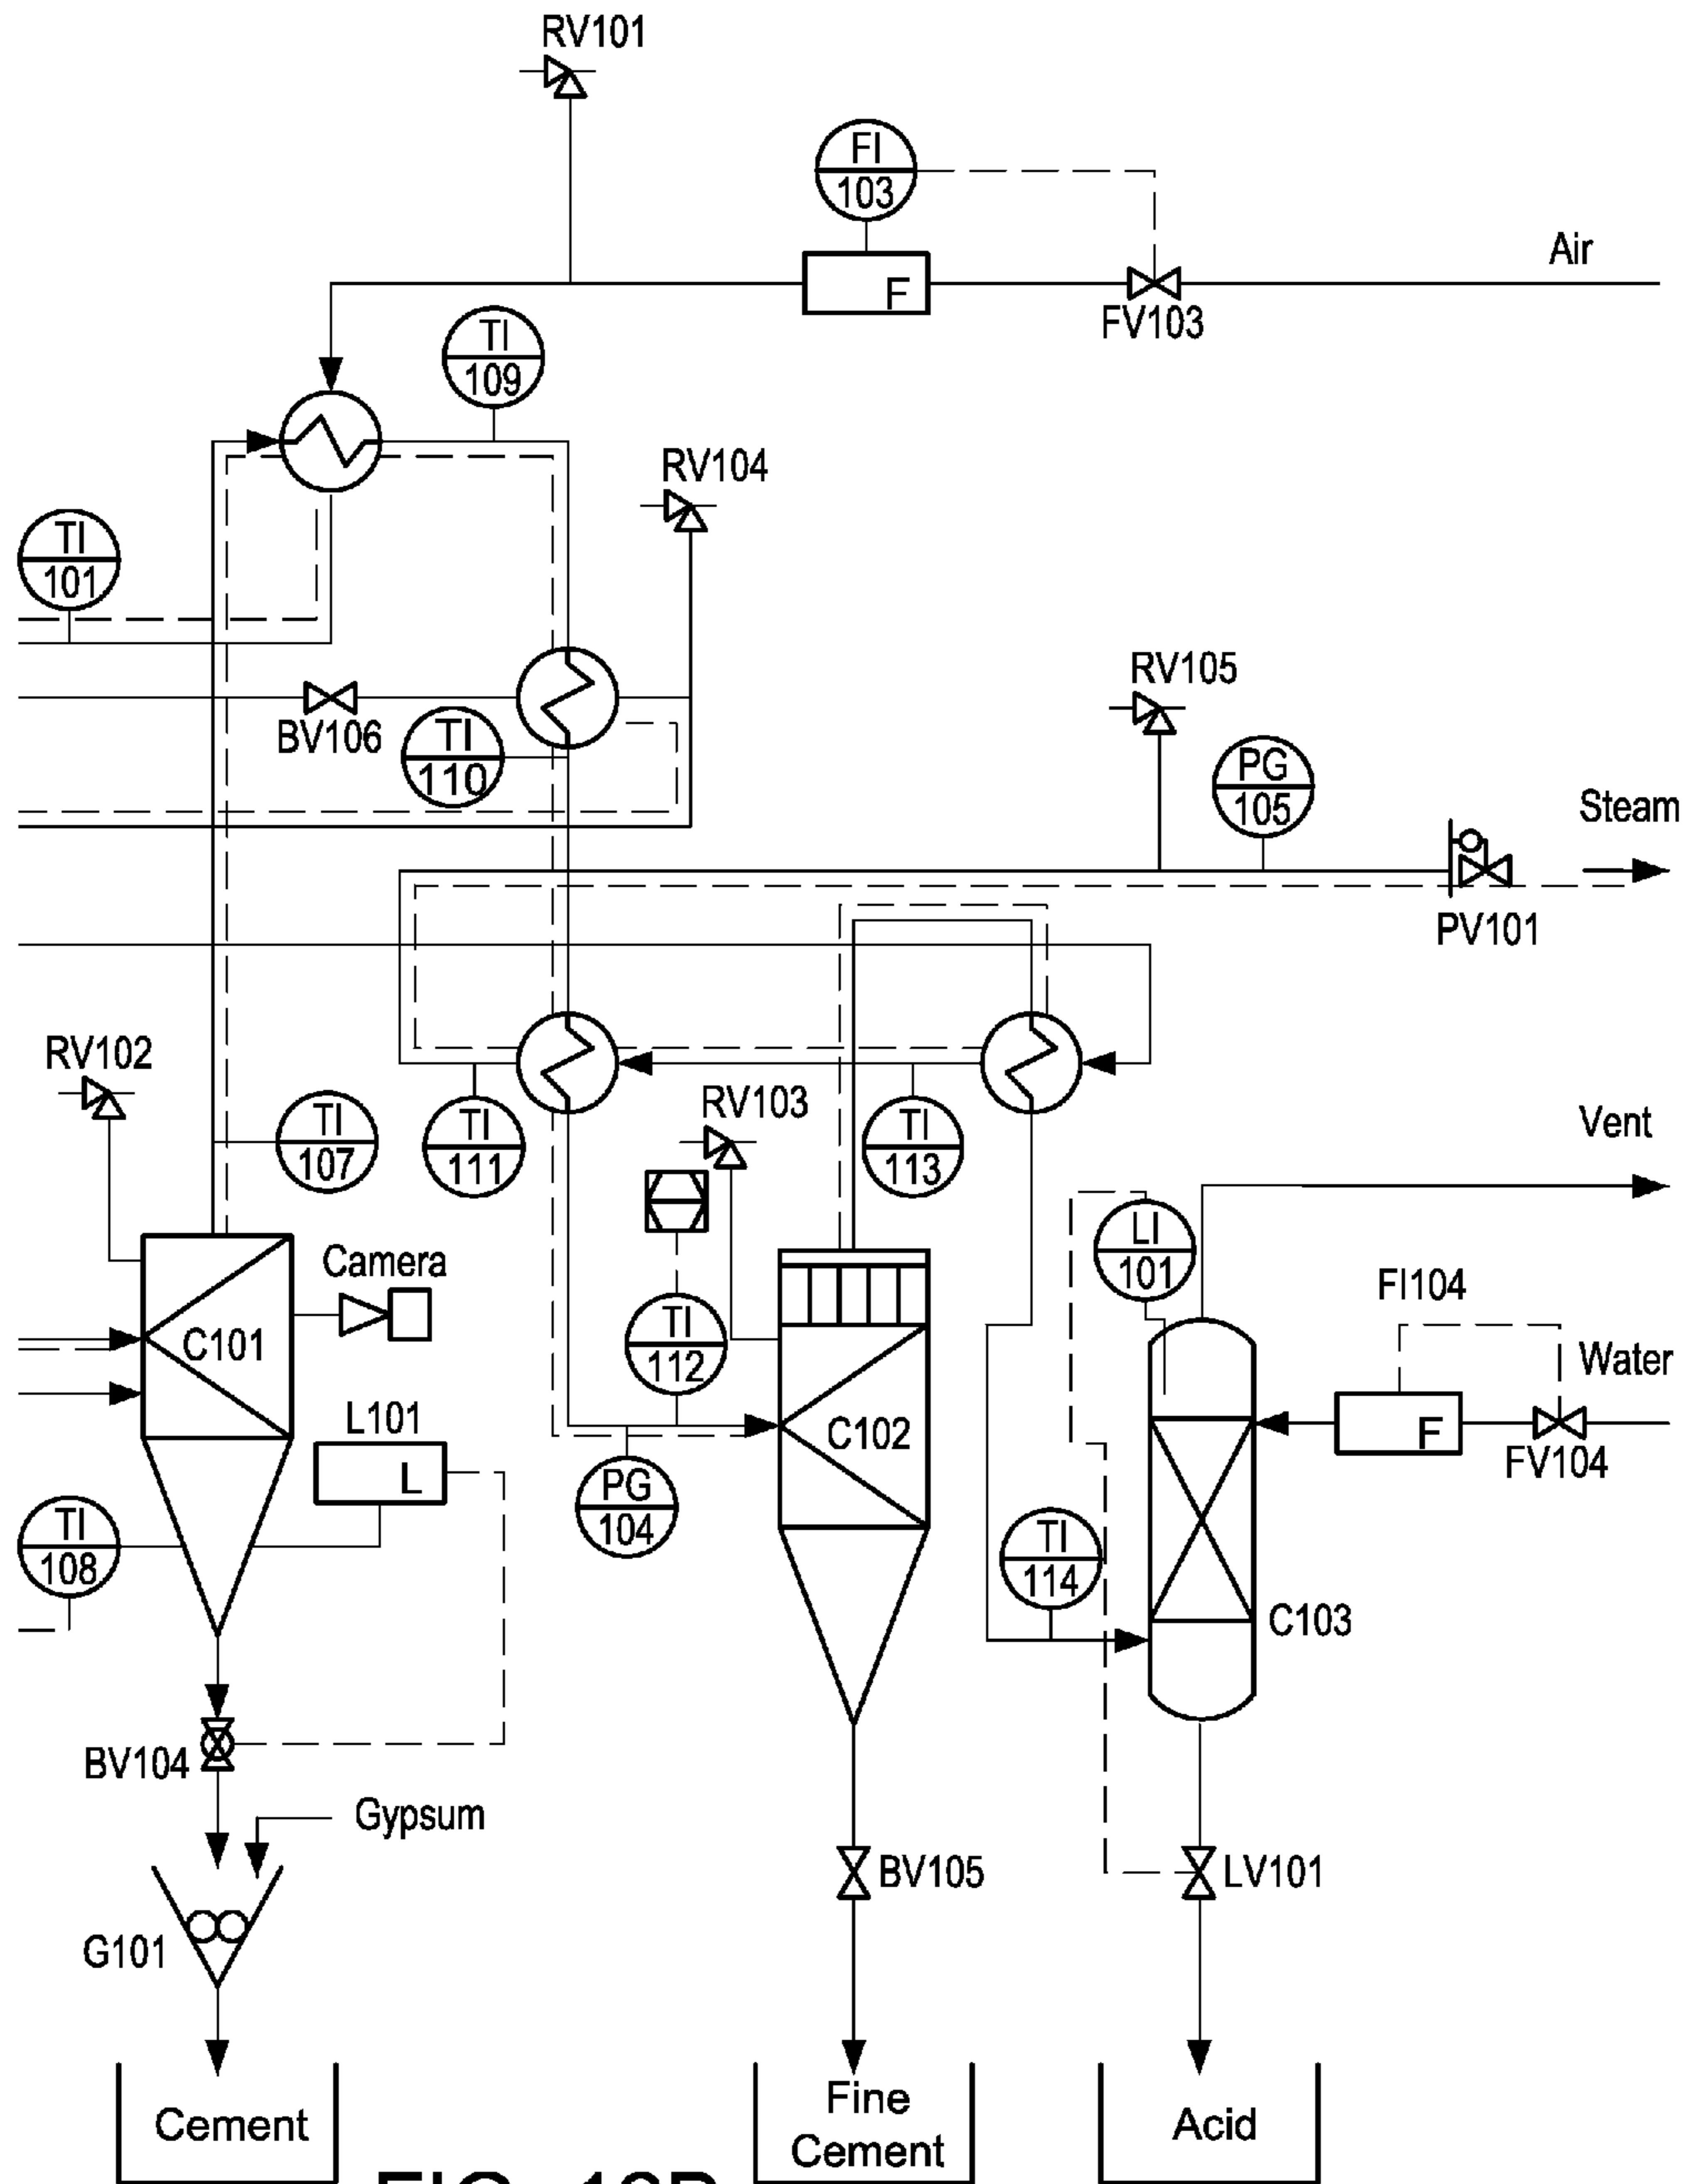 RV101
FI
103
Air
FV103
TI
109
RV104
TI
101
RV105
BV106
TI
110
PG
105
Steam
PV101
RV102
RV103
TI
107
TI
111
TI
113
Vent
LI
101
Camera
FI104
C101
TI
112
Water
L101
F
C102
FV104
L
PG
104
TI
108
TI
114
C103
BV104
Gypsum
BV105
LV101
G101
Cement
Fine
Cement
Acid
F